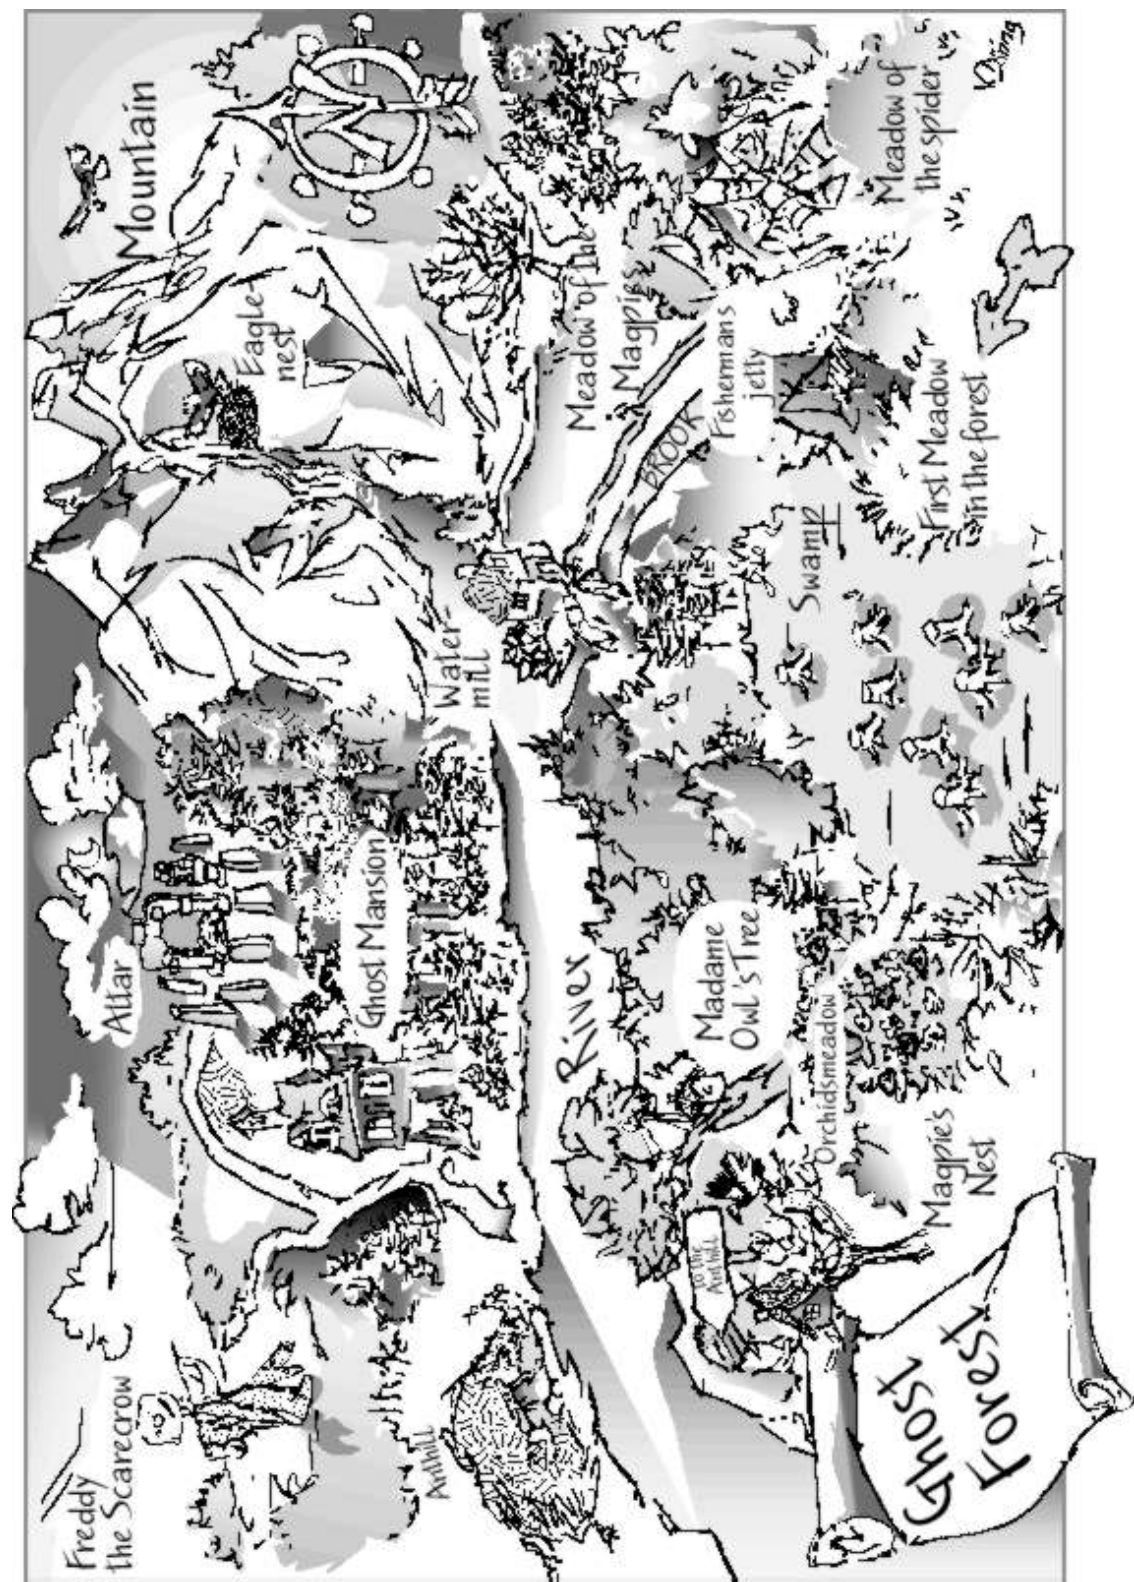 Freddy
the Scarecrow
Altar
Mountain
Eagle-
nest
Ghost Mansion
Anthill
Water-
mill
River
Meadow of the
Magpies
BROOK
Fishermans
jetty
Madame
Owl's Tree
to the
Anthill
Orchidsmeadow
Swamp
Meadow of
the spider
First Meadow
in the forest
Magpie's
Nest
Ghost
Forest